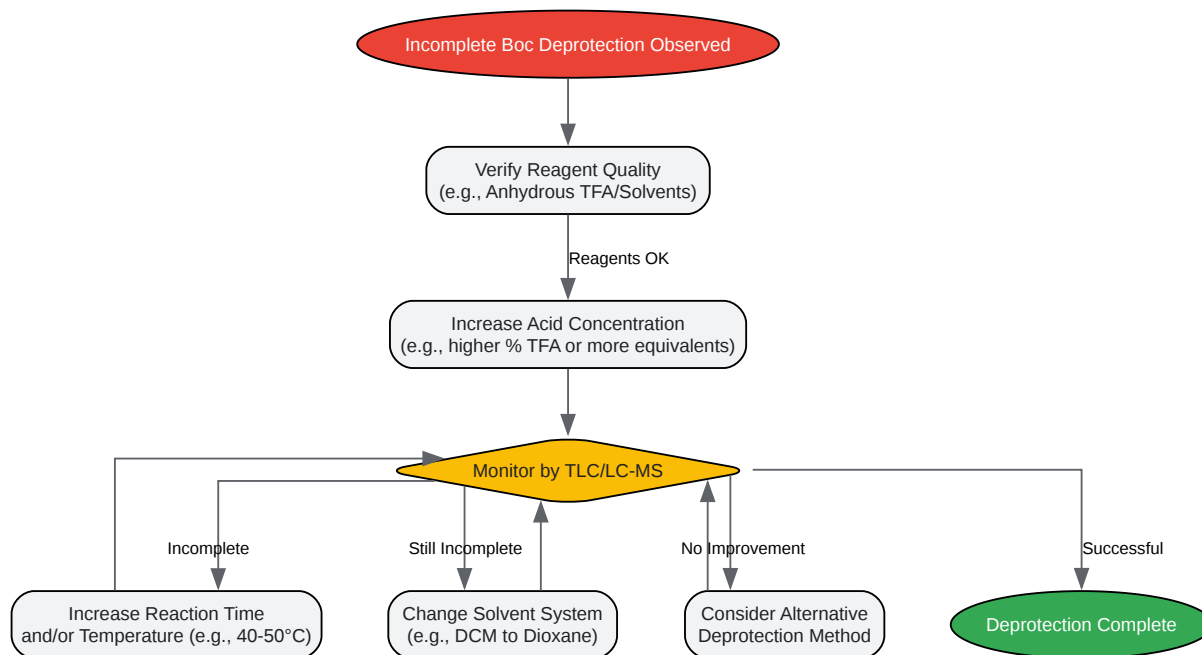 Incomplete Boc Deprotection Observed
Verify Reagent Quality
(e.g., Anhydrous TFA/Solvents)
Reagents OK
Increase Acid Concentration
(e.g., higher % TFA or more equivalents)
Monitor by TLC/LC-MS
Incomplete
Still Incomplete
No Improvement
Successful
Increase Reaction Time
and/or Temperature (e.g., 40-50°C)
Change Solvent System
(e.g., DCM to Dioxane)
Consider Alternative
Deprotection Method
Deprotection Complete